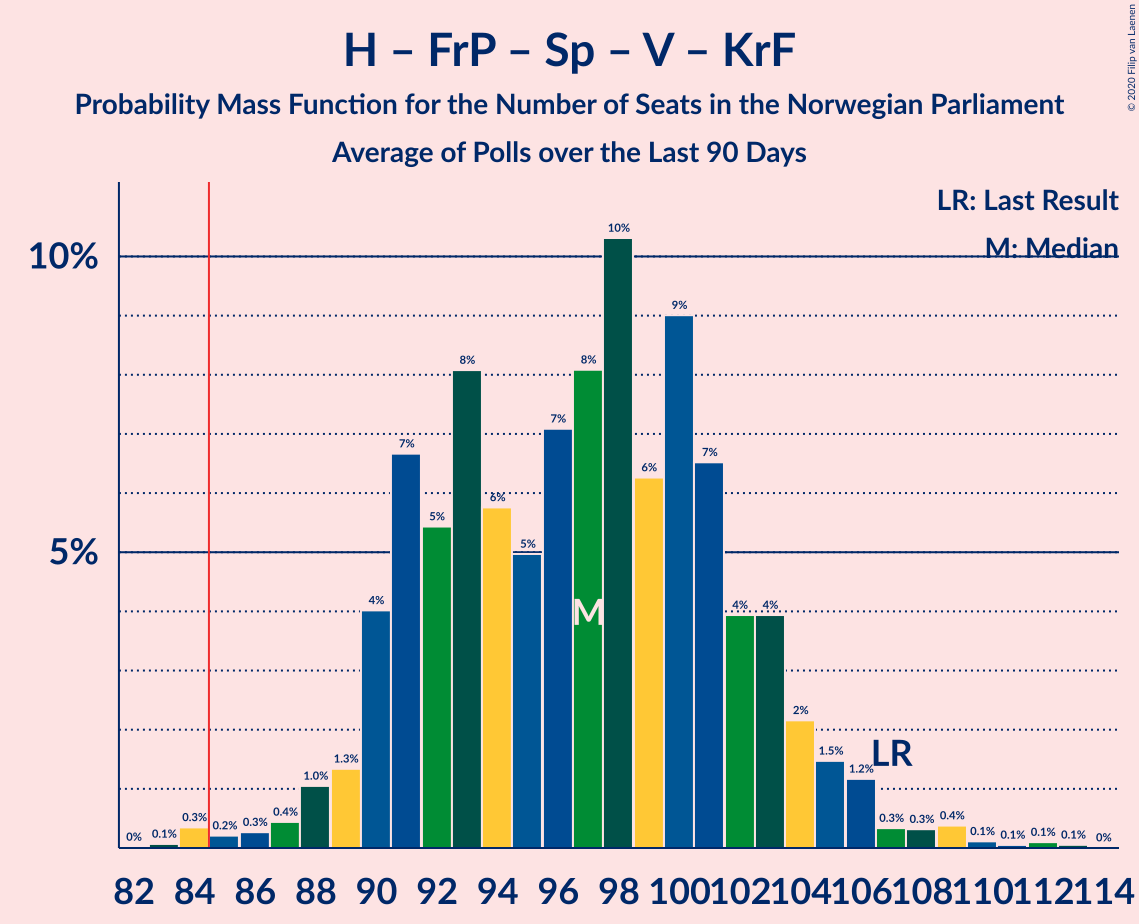 H – FrP – Sp – V – KrF
Probability Mass Function for the Number of Seats in the Norwegian Parliament
Average of Polls over the Last 90 Days
© 2020 Filip van Laenen
LR: Last Result
M: Median
10%
5%
0% 0.1% 0.3% 0.2% 0.3% 0.4% 1.0% 1.3% 4% 7% 5% 8% 6% 5% 7% 8% 10% 6% 9% 7% 4% 4% 2% 1.5% 1.2% 0.3% 0.3% 0.4% 0.1% 0.1% 0.1% 0.1% 0%
M
LR
82 84 86 88 90 92 94 96 98 100 102 104 106 108 110 112 114